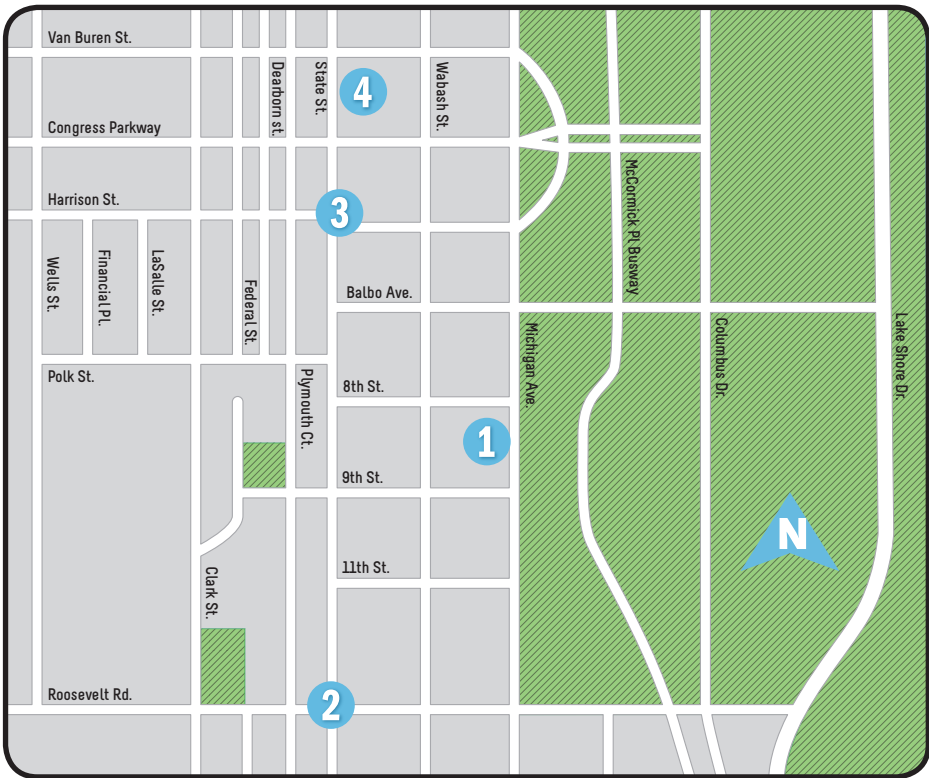 Van Buren St.
Dearborn st.
State St.
4
Wabash St.
Congress Parkway
Harrison St.
3
McCormick Pl Busway
Wells St.
Financial Pl.
LaSalle St.
Federal St.
Balbo Ave.
Michigan Ave.
Columbus Dr.
Lake Shore Dr.
Polk St.
Plymouth Ct.
8th St.
1
9th St.
N
11th St.
Clark St.
Roosevelt Rd.
2